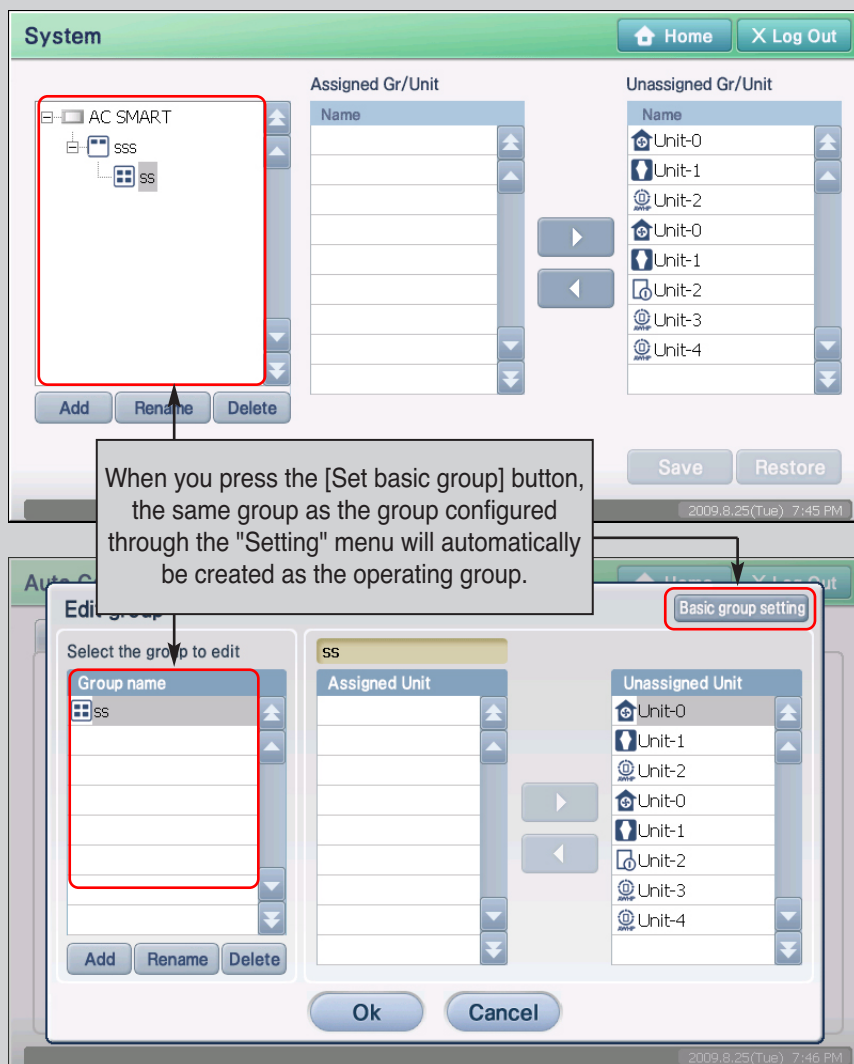 System
Home
X Log Out
Assigned Gr/Unit
Unassigned Gr/Unit
AC SMART
sss
ss
Name
Name
Unit-0
Unit-1
Unit-2
Unit-0
Unit-1
Unit-2
Unit-3
Unit-4
Add
Rename
Delete
Save
Restore
2009.8.25(Tue) 7:45 PM
When you press the [Set basic group] button,
the same group as the group configured
through the "Setting" menu will automatically
be created as the operating group.
Edit group
Basic group setting
Select the group to edit
Group name
ss
ss
Assigned Unit
Unassigned Unit
Unit-0
Unit-1
Unit-2
Unit-0
Unit-1
Unit-2
Unit-3
Unit-4
Add
Rename
Delete
Ok
Cancel
2009.8.25(Tue) 7:46 PM